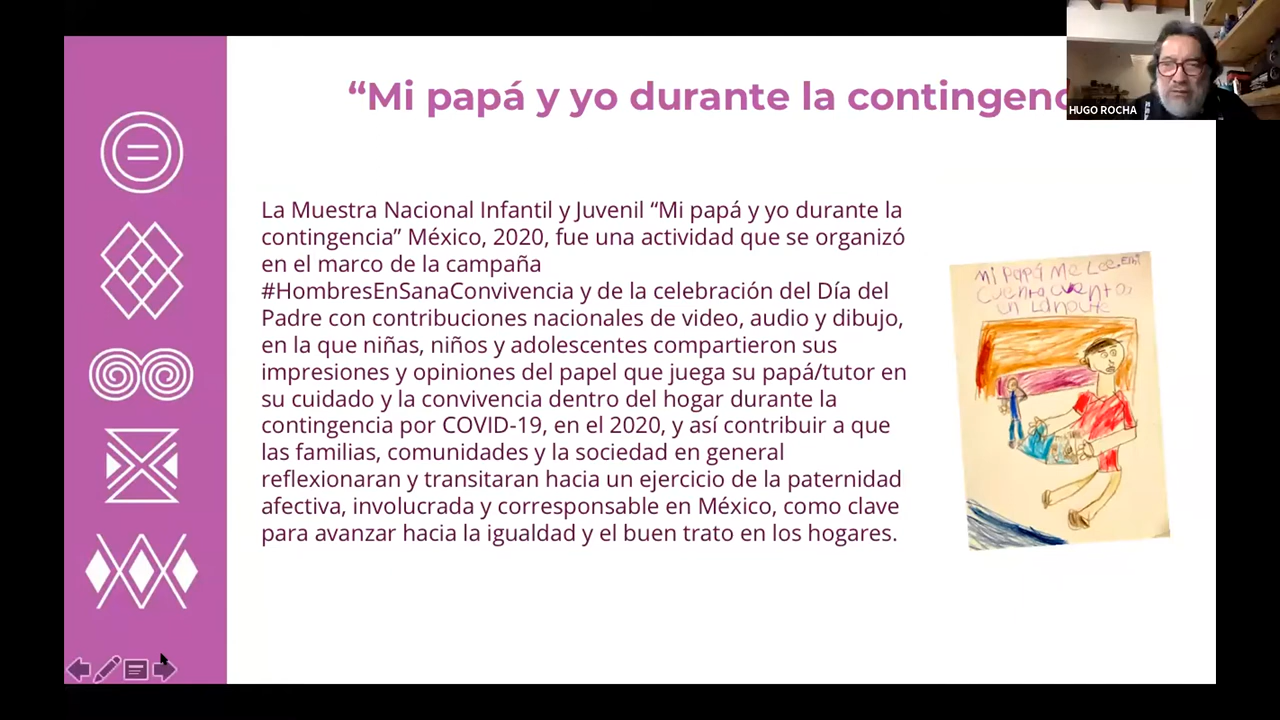 “Mi papá y yo durante la contingenc
HUGO ROCHA
La Muestra Nacional Infantil y Juvenil “Mi papá y yo durante la
contingencia” México, 2020, fue una actividad que se organizó
en el marco de la campaña
#HombresEnSanaConvivencia y de la celebración del Día del
Padre con contribuciones nacionales de video, audio y dibujo,
en la que niñas, niños y adolescentes compartieron sus
impresiones y opiniones del papel que juega su papá/tutor en
su cuidado y la convivencia dentro del hogar durante la
contingencia por COVID-19, en el 2020, y así contribuir a que
las familias, comunidades y la sociedad en general
reflexionaran y transitaran hacia un ejercicio de la paternidad
afectiva, involucrada y corresponsable en México, como clave
para avanzar hacia la igualdad y el buen trato en los hogares.
Mi Papá Me Lee
cuento cuentos